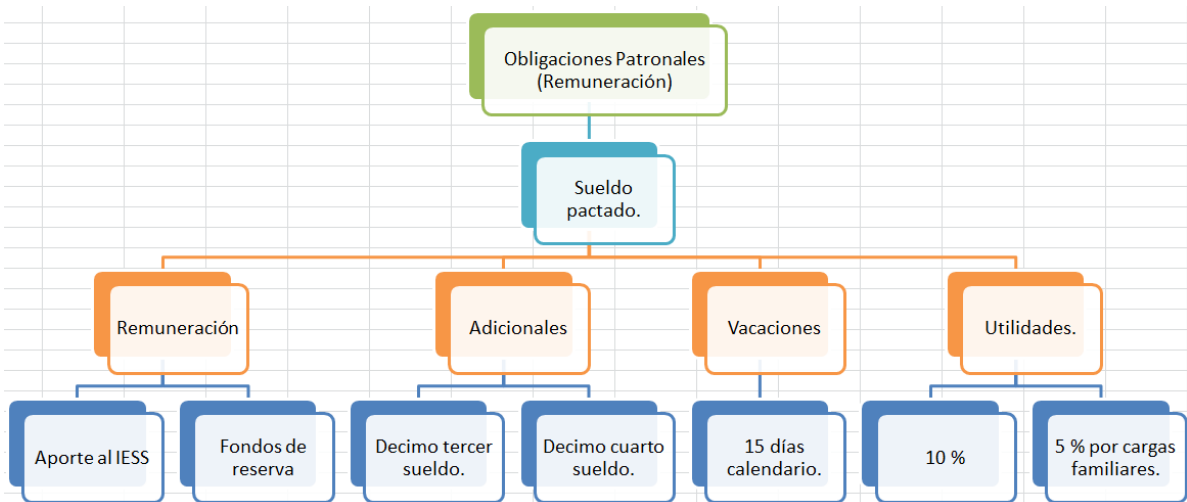 Obligaciones Patronales
(Remuneración)
Sueldo
pactado.
Remuneración
Adicionales
Vacaciones
Utilidades.
Aporte al IESS
Fondos de
reserva
Decimo tercer
sueldo.
Decimo cuarto
sueldo.
15 días
calendario.
10 %
5 % por cargas
familiares.